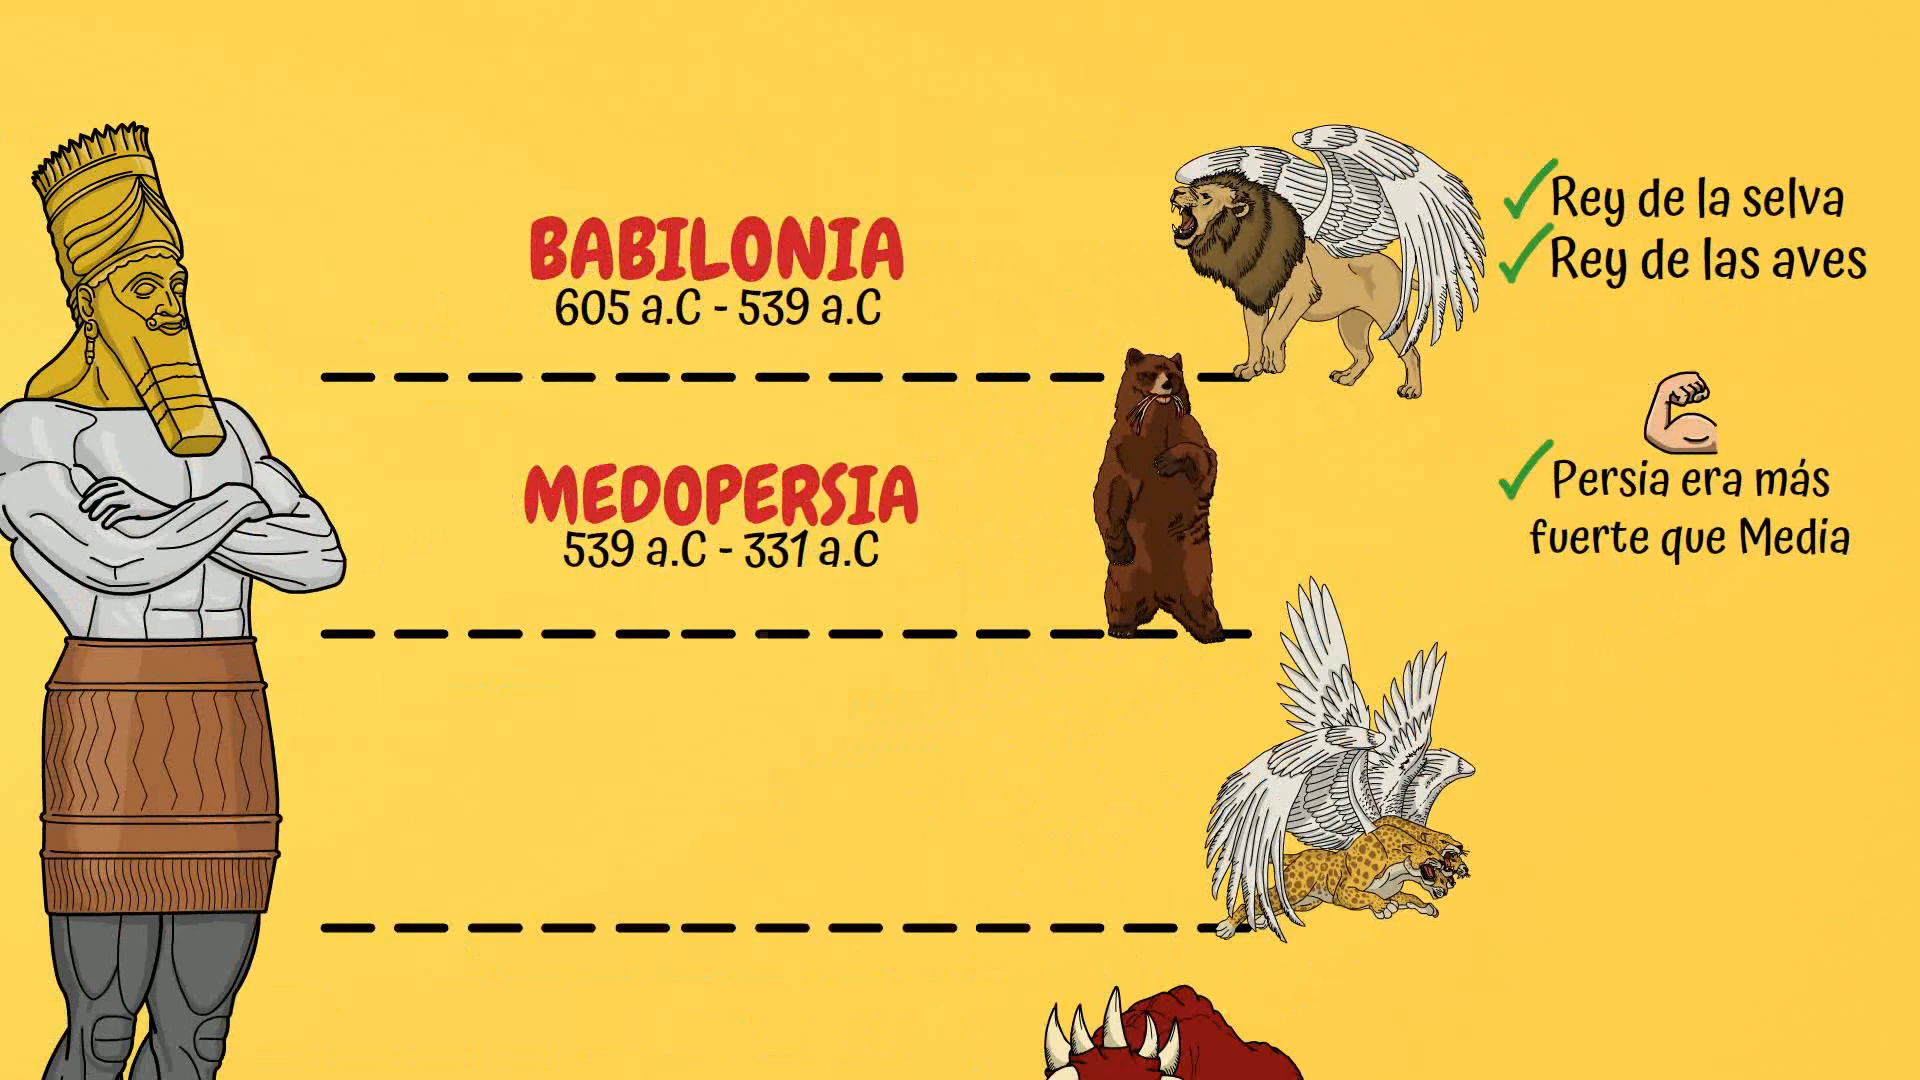 BABILONIA
605 a.C - 539 a.C
Rey de la selva
Rey de las aves
MEDOPERSIA
539 a.C - 331 a.C
Persia era más
fuerte que Media